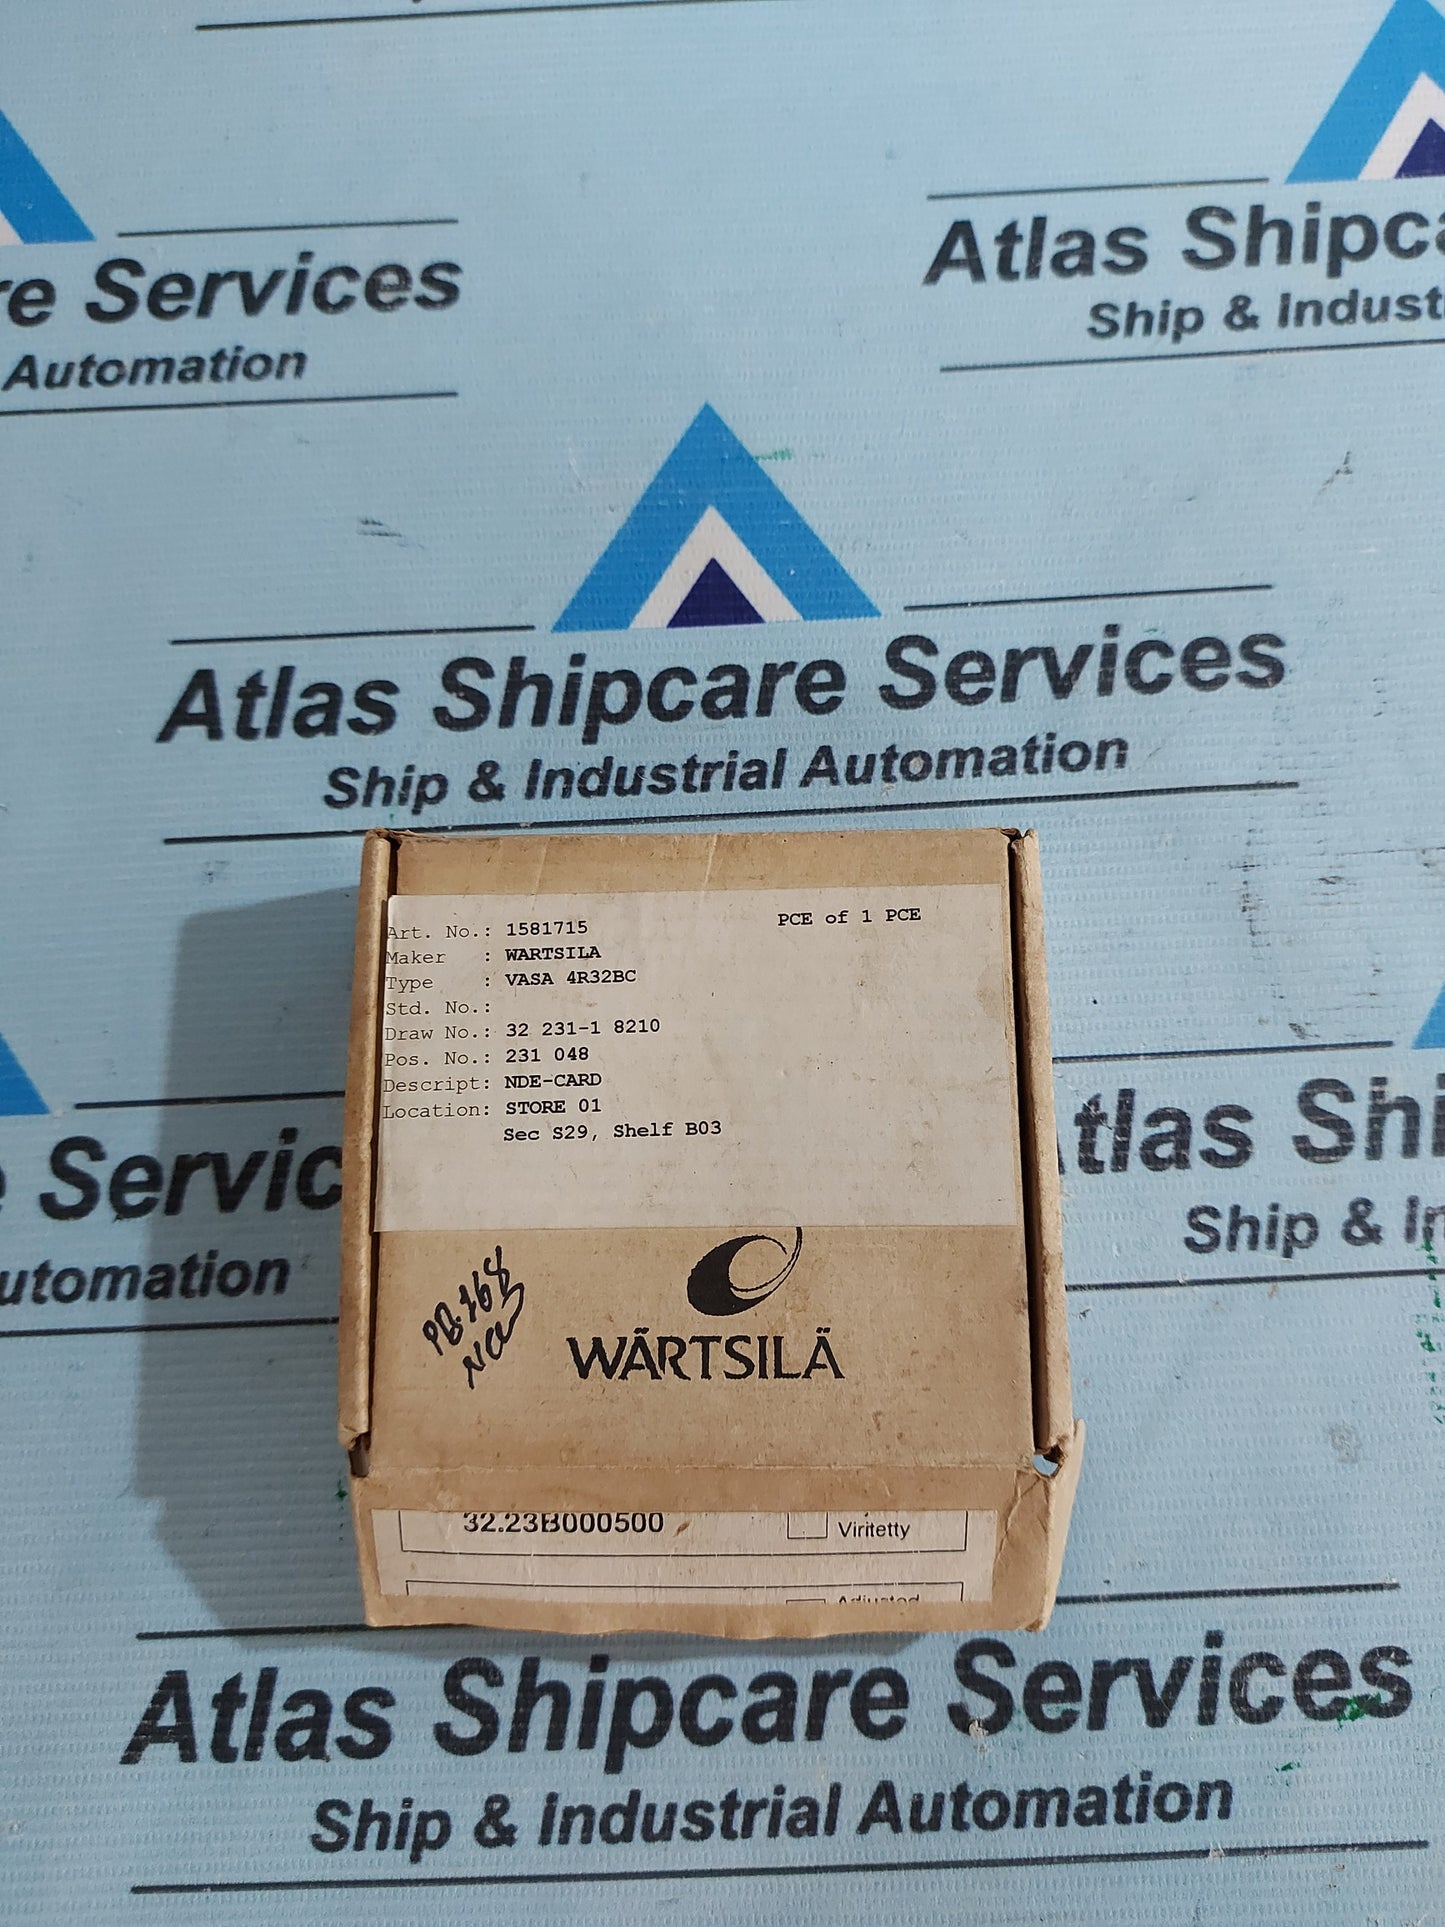 Atlas Shipca
Ship & Indust
re Services
Automation
Atlas Shipcare Services
Ship & Industrial Automation
Art. No.: 1581715 PCE of 1 PCE
Maker : WARTSILA
Type : VASA 4R32BC
Std. No.:
Draw No.: 32 231-1 8210
Pos. No.: 231 048
Descript: NDE-CARD
Location: STORE 01
Sec S29, Shelf B03
tlas Shi
Ship & In
e Servic
utomation
WÄRTSILÄ
32.23B000500 Viritetty
Adjusted
Atlas Shipcare Services
Ship & Industrial Automation